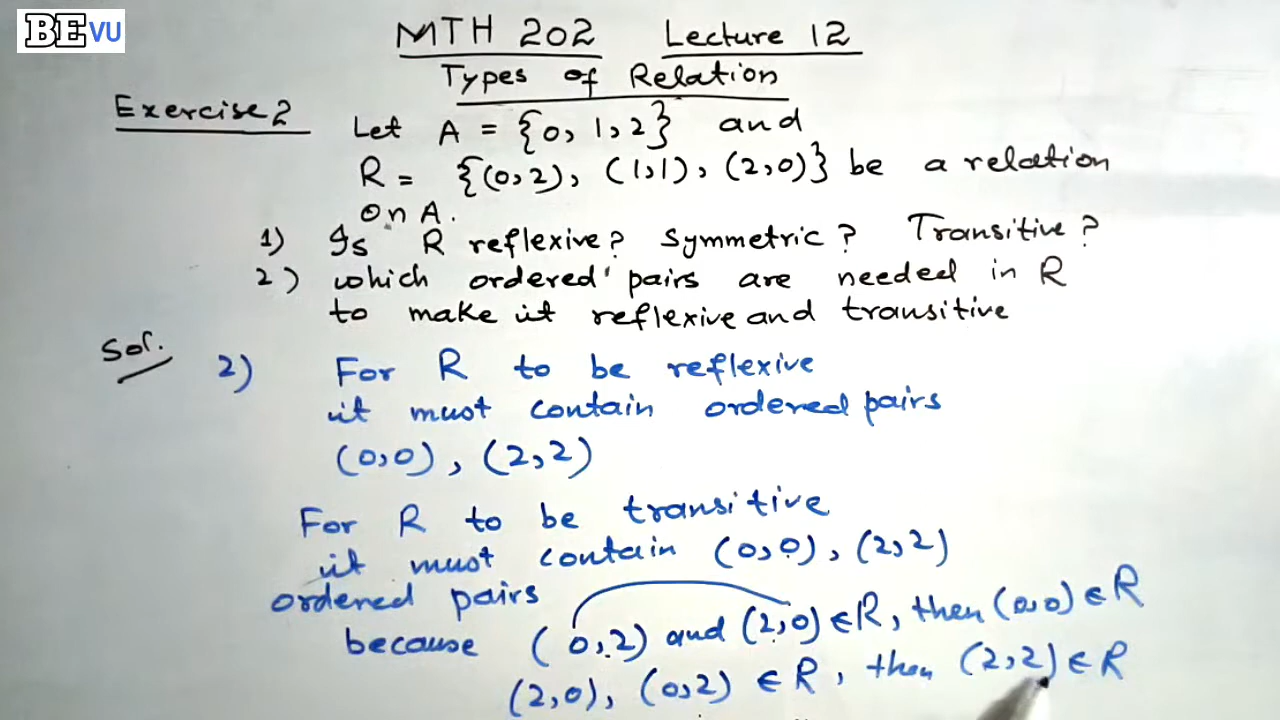 BE VU
MTH 202 Lecture 12
Types of Relation
Exercise 2
Let A = {0, 1, 2} and
R = {(0,2), (1,1), (2,0)} be a relation
on A.
1) Is R reflexive? Symmetric? Transitive?
2) which ordered pairs are needed in R
to make it reflexive and transitive
Sol.
2) For R to be reflexive
it must contain ordered pairs
(0,0), (2,2)
For R to be transitive
it must contain (0,0), (2,2)
ordered pairs
because (0,2) and (2,0) ∈ R, then (0,0) ∈ R
(2,0), (0,2) ∈ R, then (2,2) ∈ R